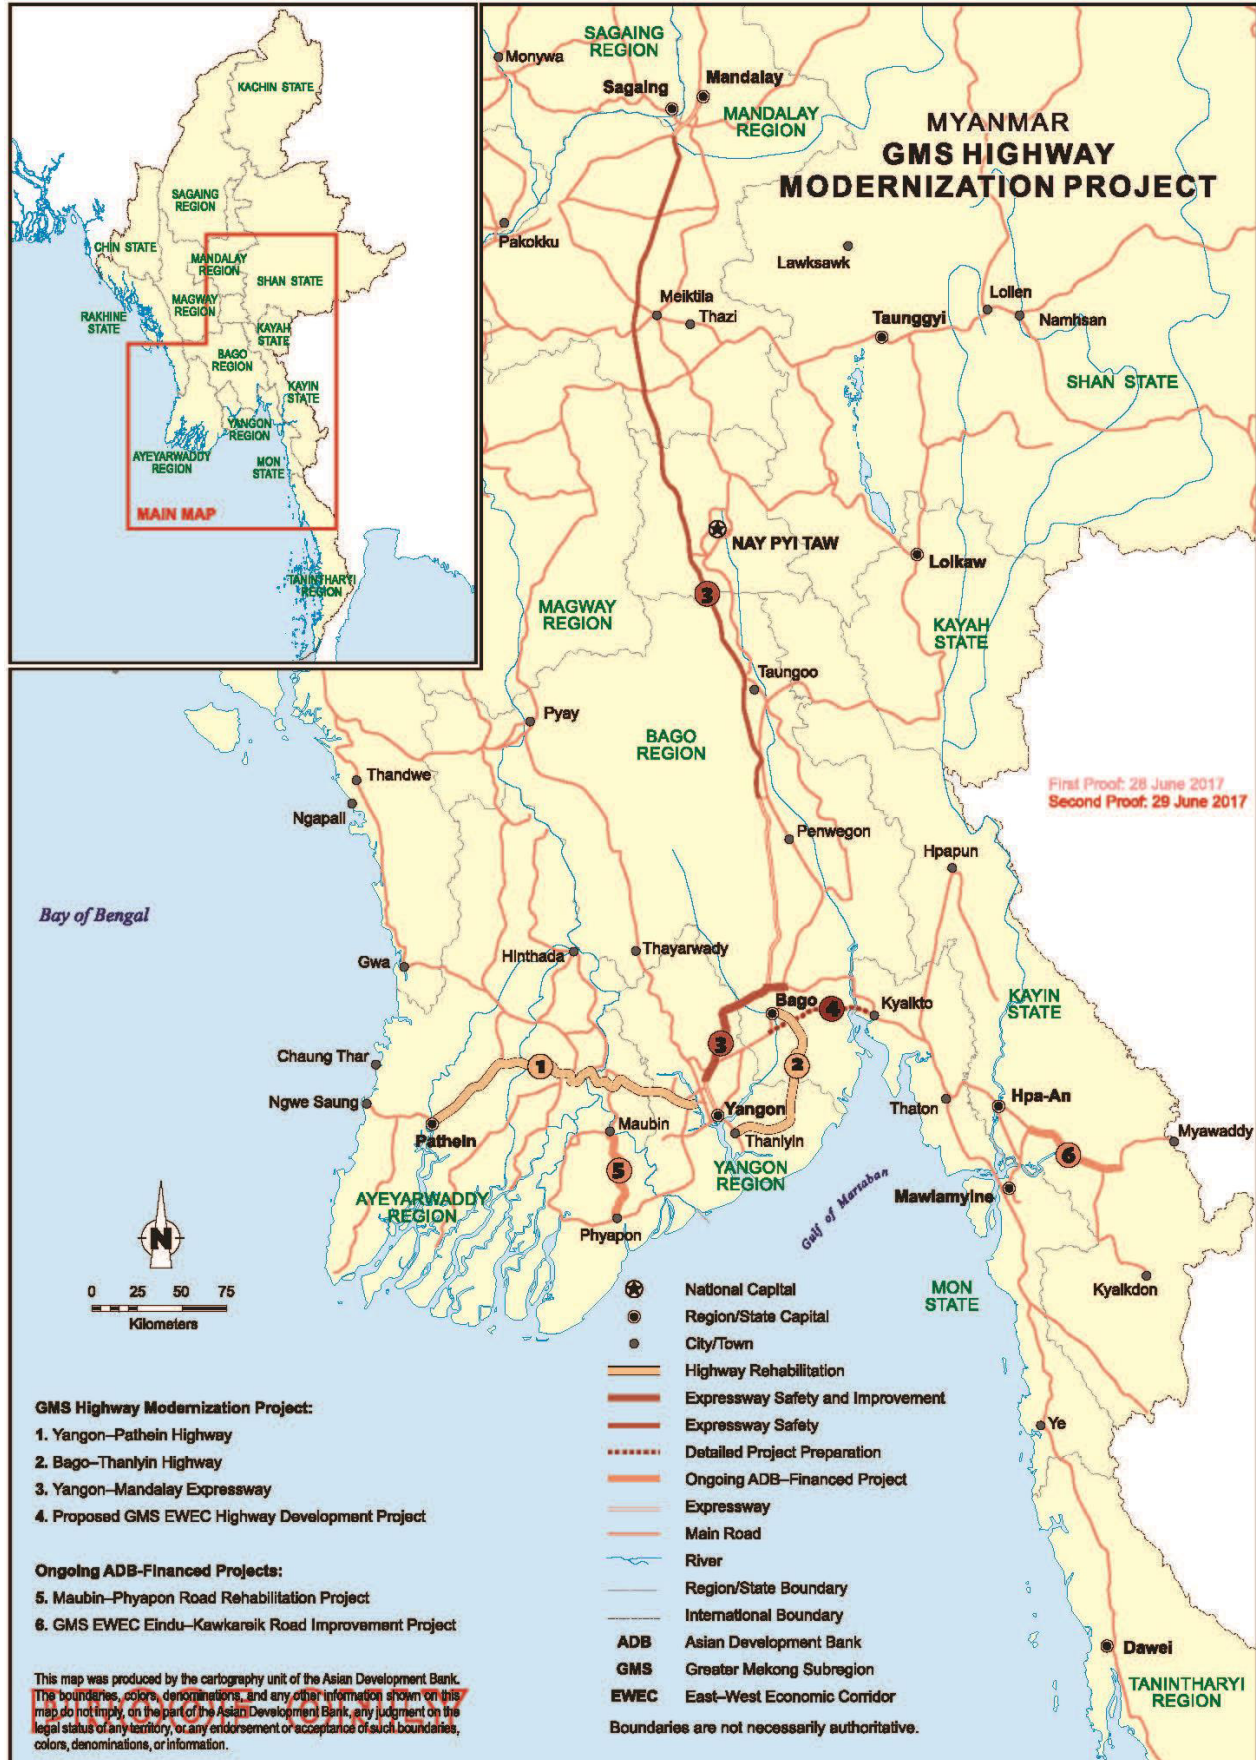 KACHIN STATE
SAGAING
REGION
CHIN STATE
MANDALAY
REGION
SHAN STATE
MAGWAY
REGION
RAKHINE
STATE
KAYAH
STATE
BAGO
REGION
KAYIN
STATE
YANGON
REGION
AYEYARWADDY
REGION
MON
STATE
MAIN MAP
TANINTHARYI
REGION
MYANMAR
GMS HIGHWAY
MODERNIZATION PROJECT
SAGAING
REGION
Monywa
Sagaing
Mandalay
MANDALAY
REGION
Pakokku
Lawksawk
Meiktila
Thazi
Taunggyi
Lollen
Namhsan
SHAN STATE
NAY PYI TAW
Loikaw
3
MAGWAY
REGION
KAYAH
STATE
Taungoo
Pyay
BAGO
REGION
Thandwe
Ngapali
First Proof: 28 June 2017
Second Proof: 29 June 2017
Penwegon
Hpapun
Bay of Bengal
Gwa
Hinthada
Thayarwady
Bago
4
Kyaikto
KAYIN
STATE
3
Chaung Thar
1
2
Ngwe Saung
Yangon
Thaton
Hpa-An
Pathein
Maubin
Thanlyin
Myawaddy
5
6
YANGON
REGION
AYEYARWADDY
REGION
Mawlamyine
Gulf of Martaban
Phyapon
MON
STATE
Kyaikdon
Ye
Dawei
TANINTHARYI
REGION
N
0 25 50 75
Kilometers
GMS Highway Modernization Project:
1. Yangon–Pathein Highway
2. Bago–Thanlyin Highway
3. Yangon–Mandalay Expressway
4. Proposed GMS EWEC Highway Development Project
Ongoing ADB-Financed Projects:
5. Maubin–Phyapon Road Rehabilitation Project
6. GMS EWEC Eindu–Kawkareik Road Improvement Project
National Capital
Region/State Capital
City/Town
Highway Rehabilitation
Expressway Safety and Improvement
Expressway Safety
Detailed Project Preparation
Ongoing ADB–Financed Project
Expressway
Main Road
River
Region/State Boundary
International Boundary
ADB Asian Development Bank
GMS Greater Mekong Subregion
EWEC East–West Economic Corridor
Boundaries are not necessarily authoritative.
This map was produced by the cartography unit of the Asian Development Bank.
The boundaries, colors, denominations, and any other information shown on this
map do not imply, on the part of the Asian Development Bank, any judgment on the
legal status of any territory, or any endorsement or acceptance of such boundaries,
colors, denominations, or information.
PROOF ONLY